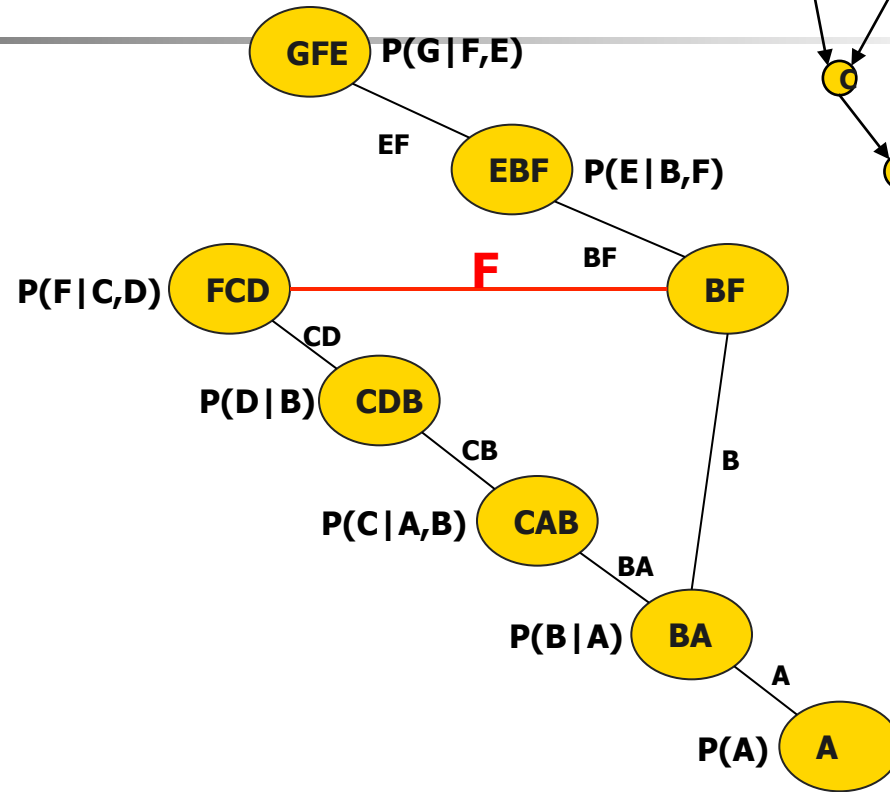 GFE P(G|F,E)
C
EF
EBF P(E|B,F)
BF
F
P(F|C,D) FCD
BF
CD
P(D|B) CDB
CB
B
P(C|A,B) CAB
BA
P(B|A) BA
A
P(A) A